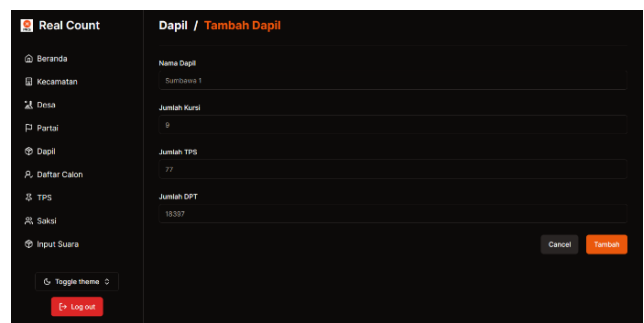 Real Count
Beranda
Kecamatan
Desa
Partai
Dapil
Daftar Calon
TPS
Saksi
Input Suara
Toggle theme
Log out
Dapil / Tambah Dapil
Nama Dapil
Sumbawa 1
Jumlah Kursi
9
Jumlah TPS
77
Jumlah DPT
18397
Cancel
Tambah